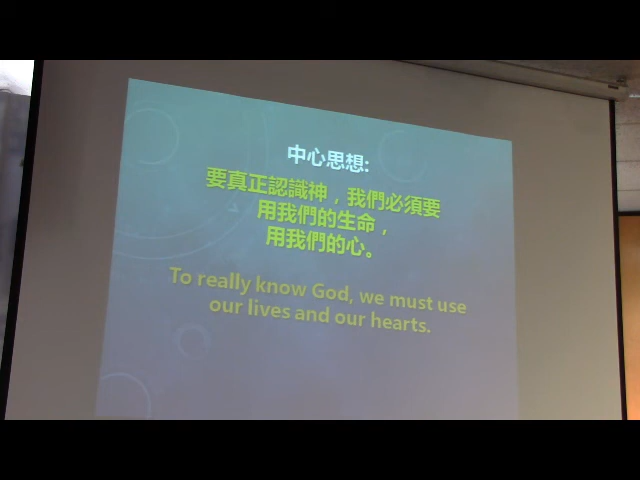 中心思想:
要真正認識神，我們必須要
用我們的生命，
用我們的心。
To really know God, we must use
our lives and our hearts.